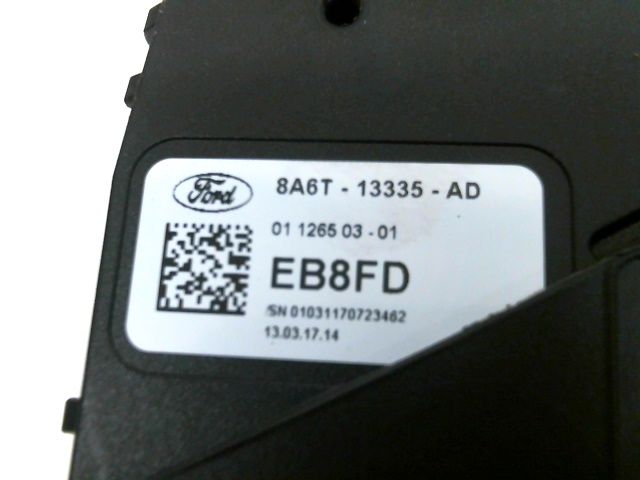 Ford
8A6T - 13335 - AD
01 1265 03 - 01
EB8FD
SN 01031170723462
13.03.17.14